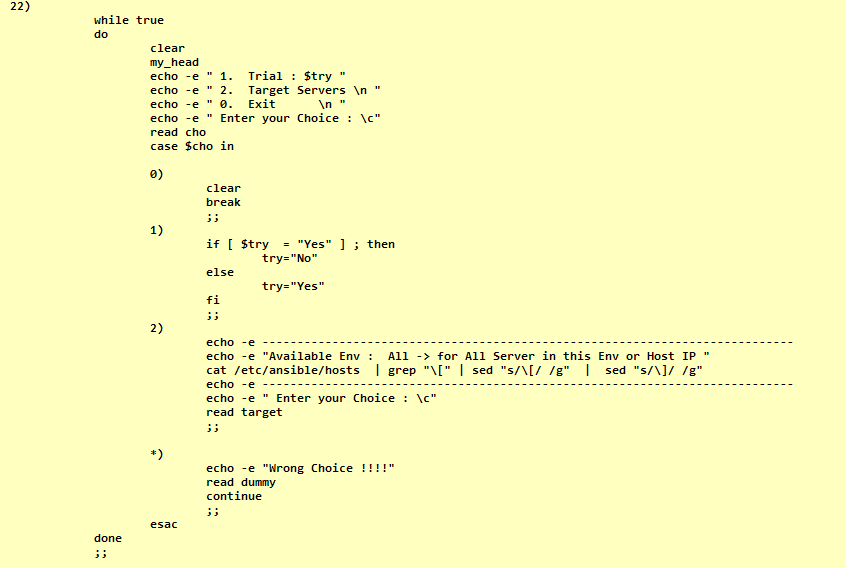 22)
while true
do
clear
my_head
echo -e " 1.  Trial : $try "
echo -e " 2.  Target Servers \n "
echo -e " 0.  Exit      \n "
echo -e " Enter your Choice : \c"
read cho
case $cho in
0)
clear
break
;;
1)
if [ $try  = "Yes" ] ; then
try="No"
else
try="Yes"
fi
;;
2)
echo -e ----------------------------------------------------------------------------
echo -e "Available Env :  All -> for All Server in this Env or Host IP "
cat /etc/ansible/hosts  | grep "\[" | sed "s/\[/ /g"  |  sed "s/\]/ /g"
echo -e ----------------------------------------------------------------------------
echo -e " Enter your Choice : \c"
read target
;;
*)
echo -e "Wrong Choice !!!!"
read dummy
continue
;;
esac
done
;;